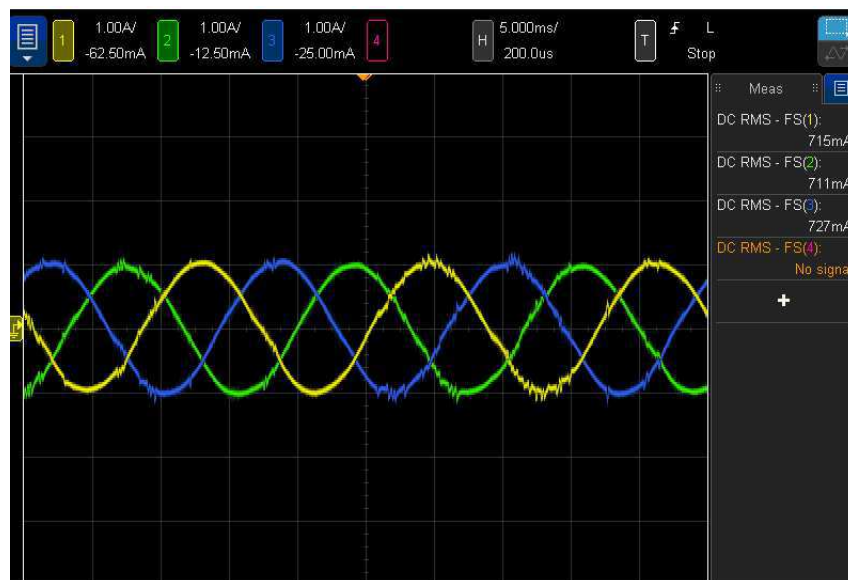 1 1.00A/ 2 1.00A/ 3 1.00A/ 4 H 5.000ms/ T L
-62.50mA -12.50mA -25.00mA 200.0us Stop
Meas
DC RMS - FS(1):
715mA
DC RMS - FS(2):
711mA
DC RMS - FS(3):
727mA
DC RMS - FS(4):
No signa
+